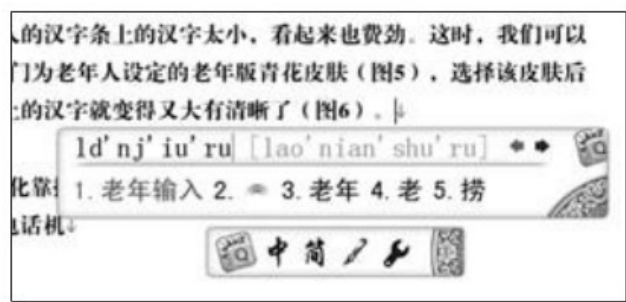 人的汉字条上的汉字太小，看起来也费劲。这时，我们可以
门为老年人设定的老年版青花皮肤（图5），选择该皮肤后
上的汉字就变得又大有清晰了（图6）。
ld'nj'iu'ru [lao'nian'shu'ru]
化靠
1.老年输入 2. 3.老年 4.老 5.捞
话机
中 简